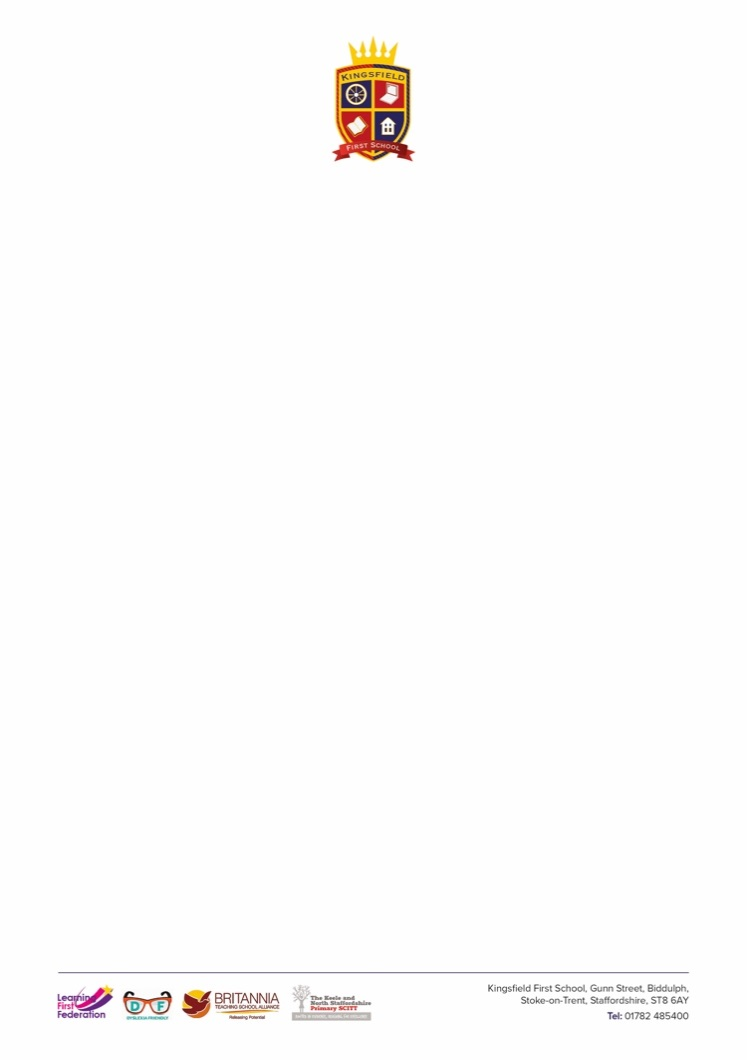 KINGSFIELD
FIRST SCHOOL
Learning
First
Federation
D F
DYSLEXIA FRIENDLY
BRITANNIA
TEACHING SCHOOL ALLIANCE
Releasing Potential
The Keele and
North Staffordshire
Primary SCITT
Kingsfield First School, Gunn Street, Biddulph,
Stoke-on-Trent, Staffordshire, ST8 6AY
Tel: 01782 485400